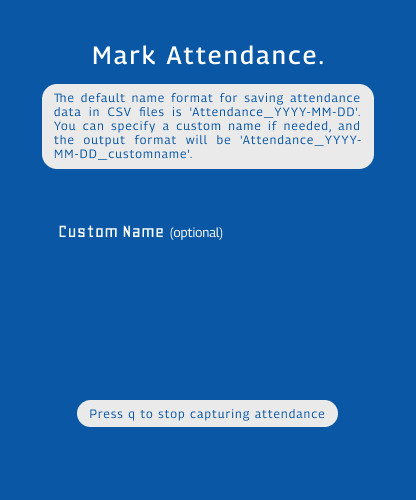 Mark Attendance.
The default name format for saving attendance
data in CSV files is 'Attendance_YYYY-MM-DD'.
You can specify a custom name if needed, and
the output format will be 'Attendance_YYYY-
MM-DD_customname'.
Custom Name (optional)
Press q to stop capturing attendance